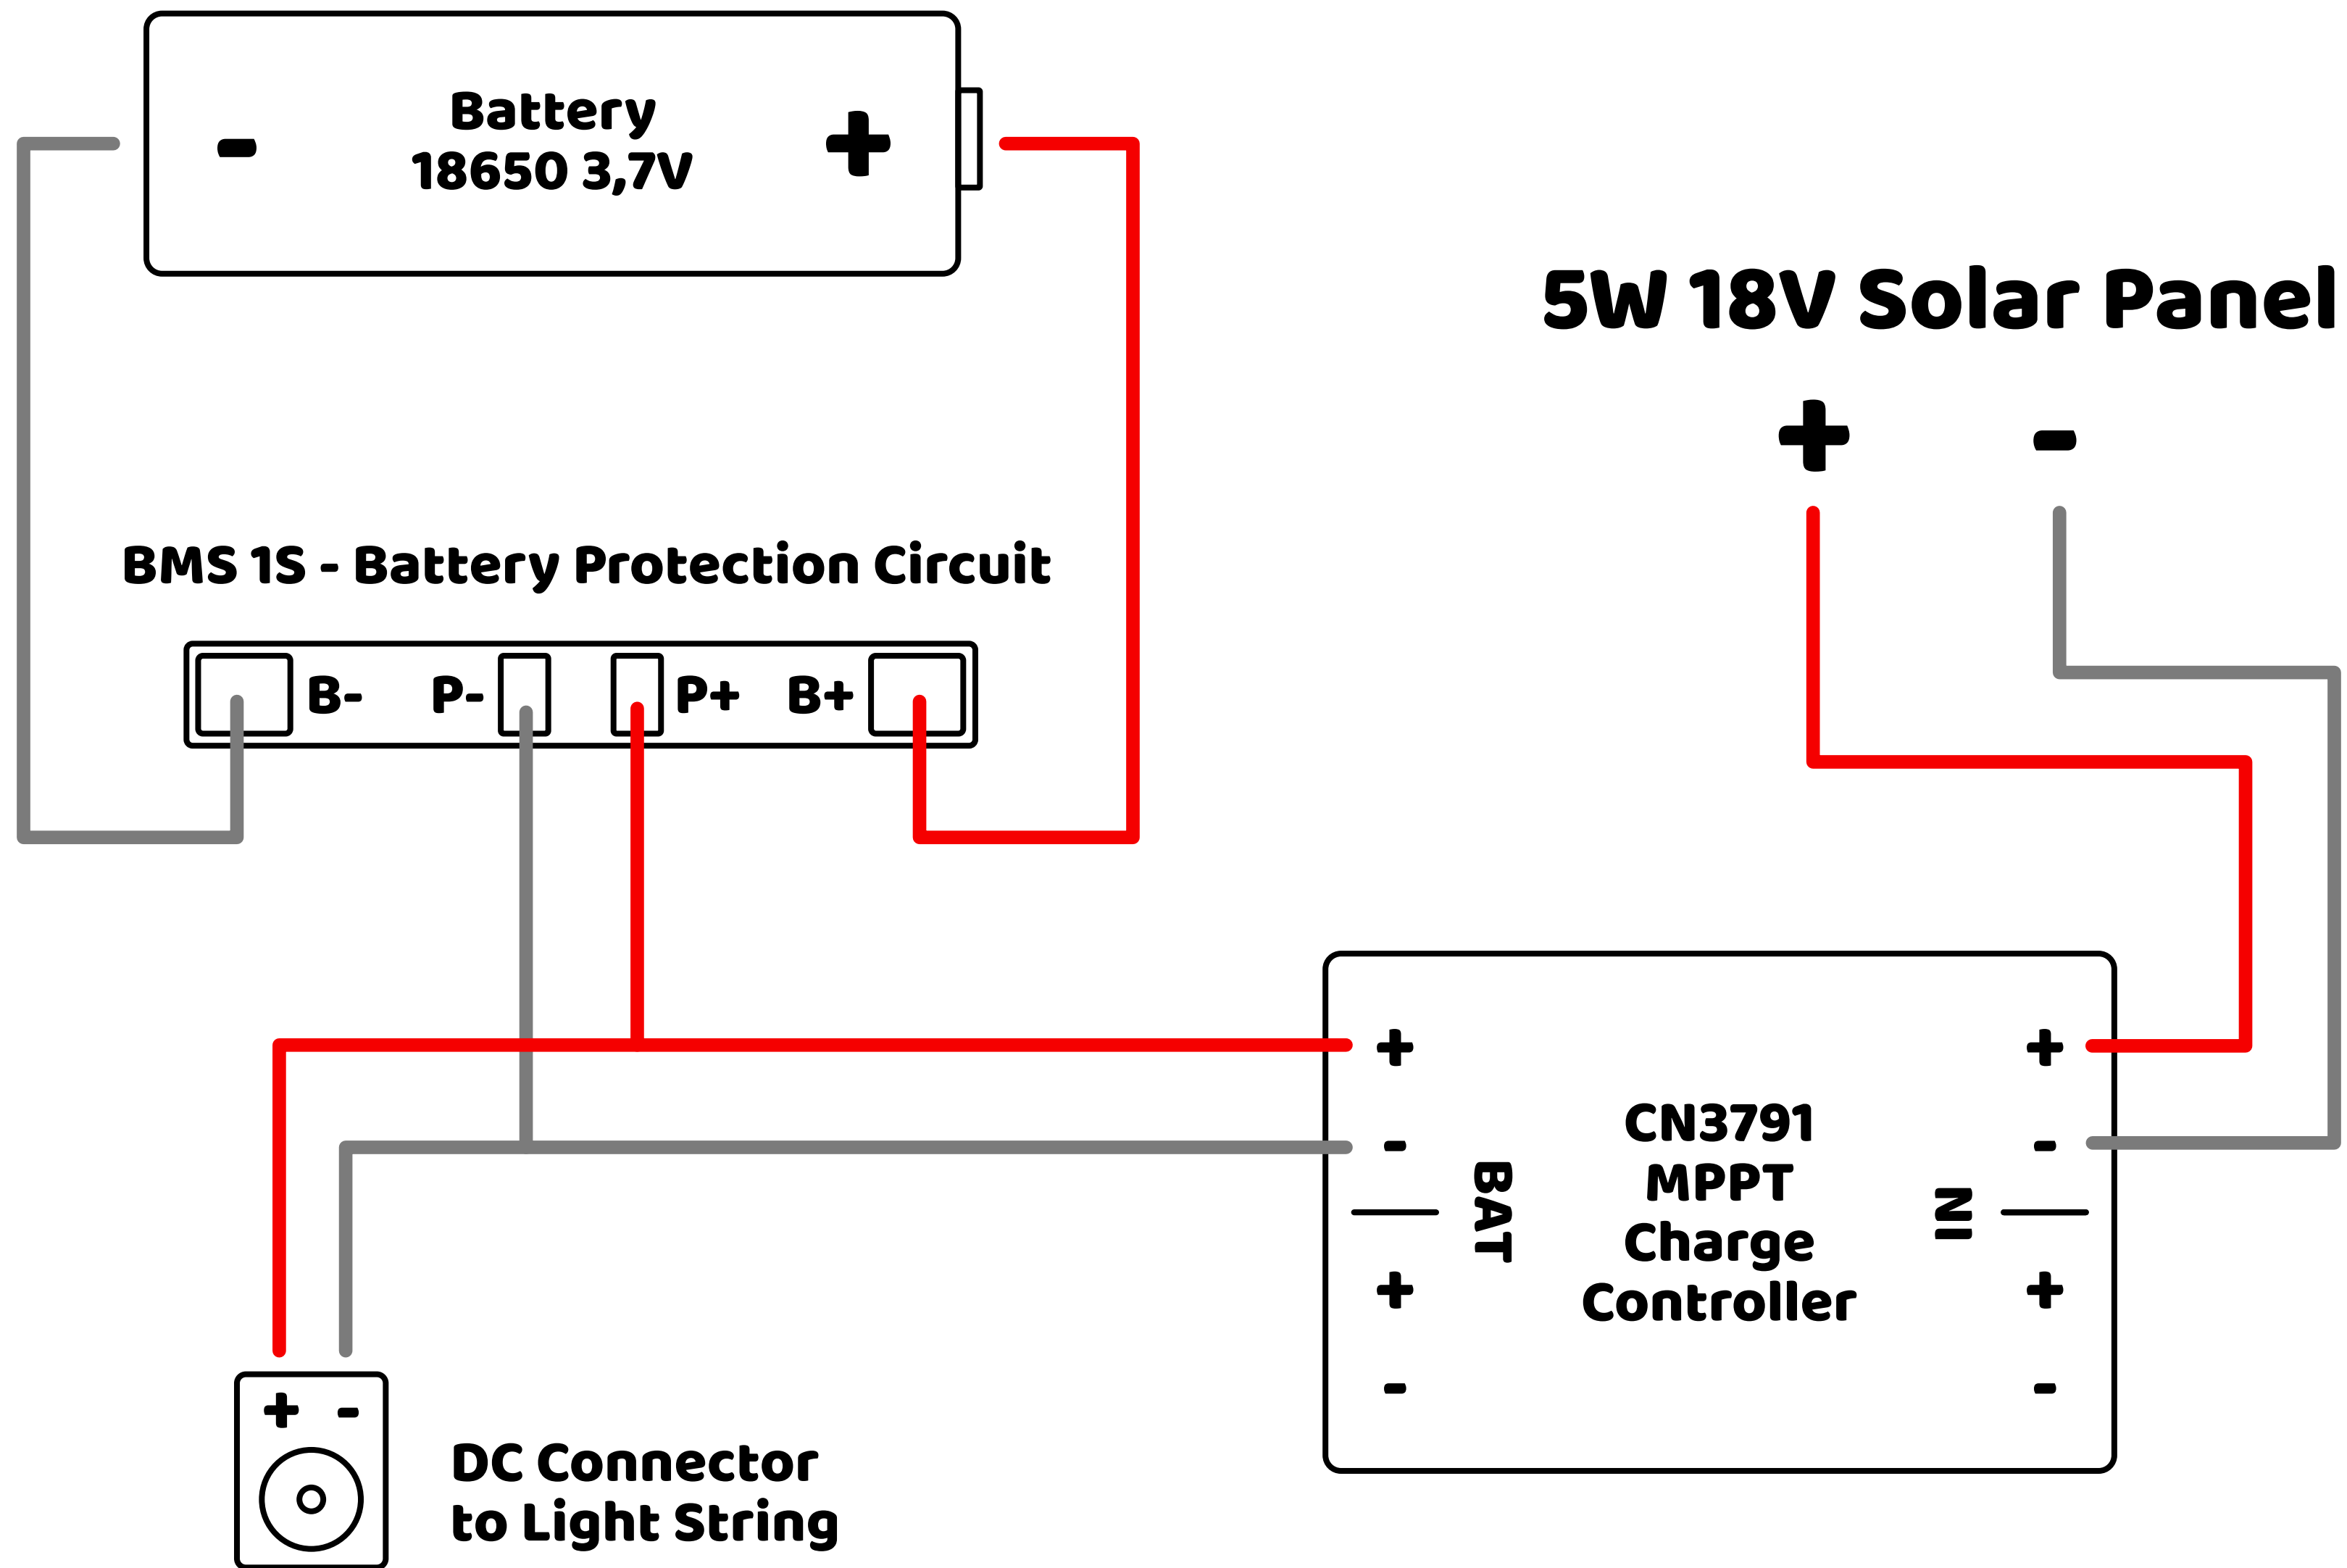 Battery
18650 3,7V
- +
5W 18V Solar Panel
+ -
BMS 1S - Battery Protection Circuit
B- P- P+ B+
+ +
- -
CN3791
MPPT
Charge
Controller
BAT
IN
+ +
- -
+ -
DC Connector
to Light String